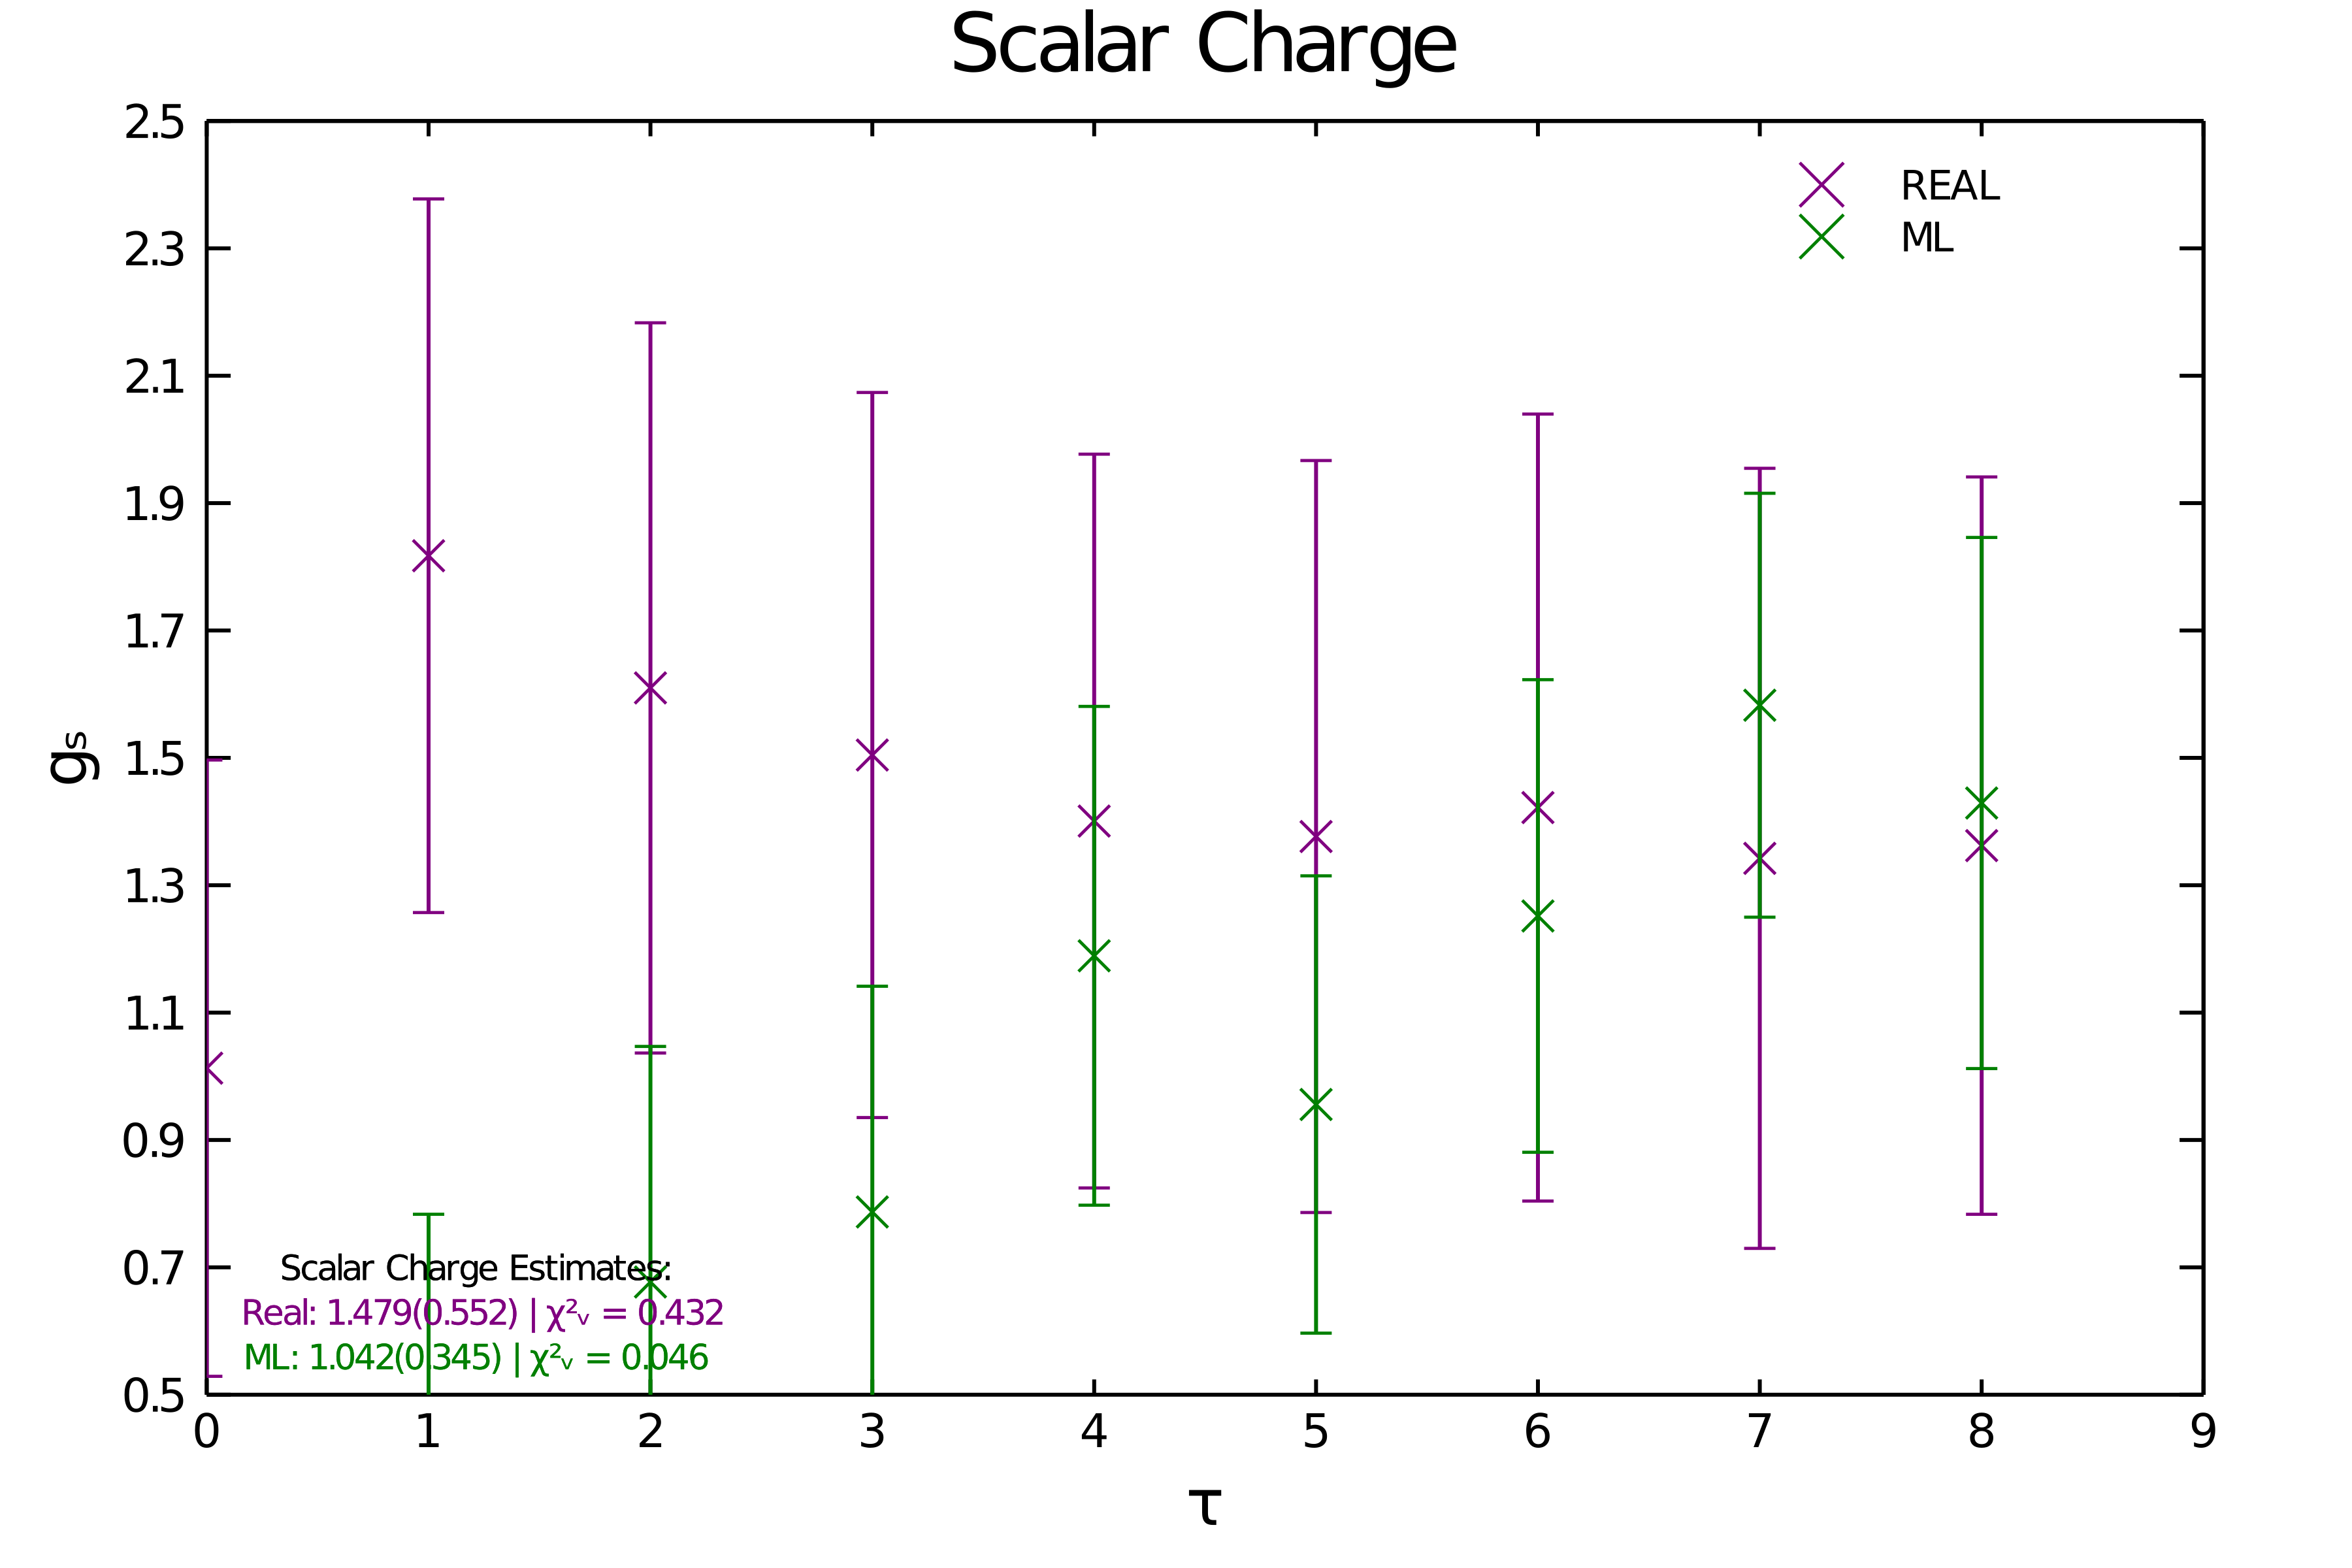 Scalar Charge
REAL
ML
gₛ
2.5
2.3
2.1
1.9
1.7
1.5
1.3
1.1
0.9
0.7
0.5
Scalar Charge Estimates:
Real: 1.479(0.552) | χ²ᵥ = 0.432
ML: 1.042(0.345) | χ²ᵥ = 0.046
0 1 2 3 4 5 6 7 8 9
τ